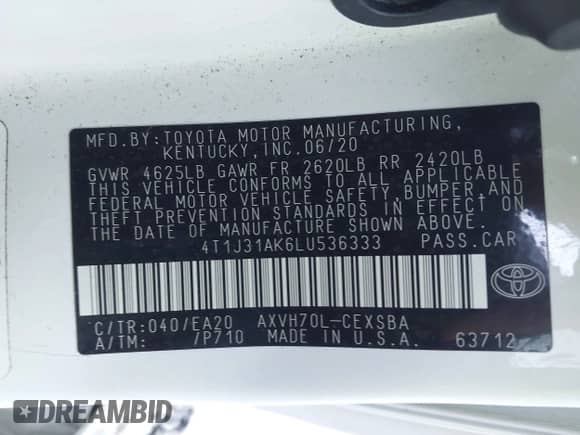 MFD.BY:TOYOTA MOTOR MANUFACTURING,
KENTUCKY,INC.06/20
GVWR 4625LB GAWR FR 2620LB RR 2420LB
THIS VEHICLE CONFORMS TO ALL APPLICABLE
FEDERAL MOTOR VEHICLE SAFETY,BUMPER AND
THEFT PREVENTION STANDARDS IN EFFECT ON
THE DATE OF MANUFACTURE SHOWN ABOVE.
4T1J31AK6LU536333 PASS.CAR
C/TR:040/EA20 AXVH70L-CEXSBA
A/TM: /P710 MADE IN U.S.A. 63712
DREAMBID